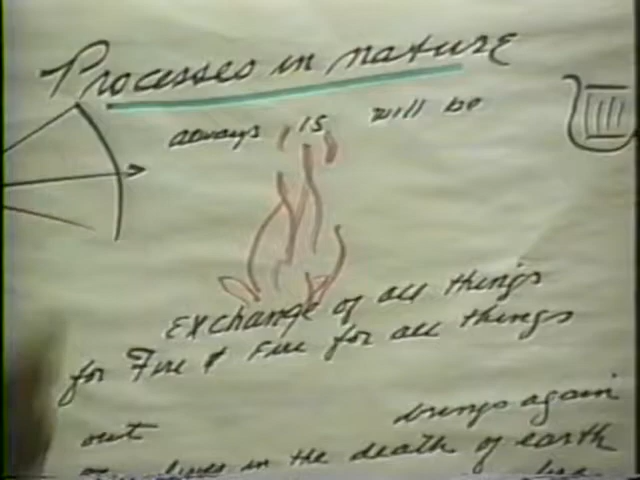 Processes in nature
always is will be
Exchange of all things
for Fire & Fire for all things
out brings again
lives in the death of earth